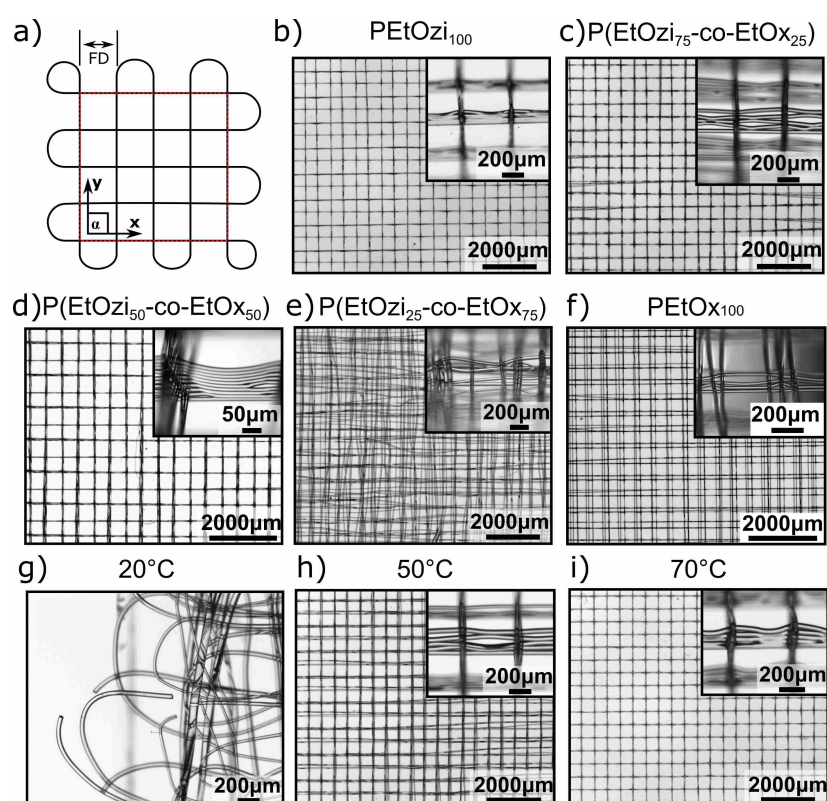 a)
FD
y
α
x
b) PEtOzi₁₀₀
200µm
2000µm
c) P(EtOzi₇₅-co-EtOx₂₅)
200µm
2000µm
d) P(EtOzi₅₀-co-EtOx₅₀)
50µm
2000µm
e) P(EtOzi₂₅-co-EtOx₇₅)
200µm
2000µm
f) PEtOx₁₀₀
200µm
2000µm
g) 20°C
200µm
h) 50°C
200µm
2000µm
i) 70°C
200µm
2000µm